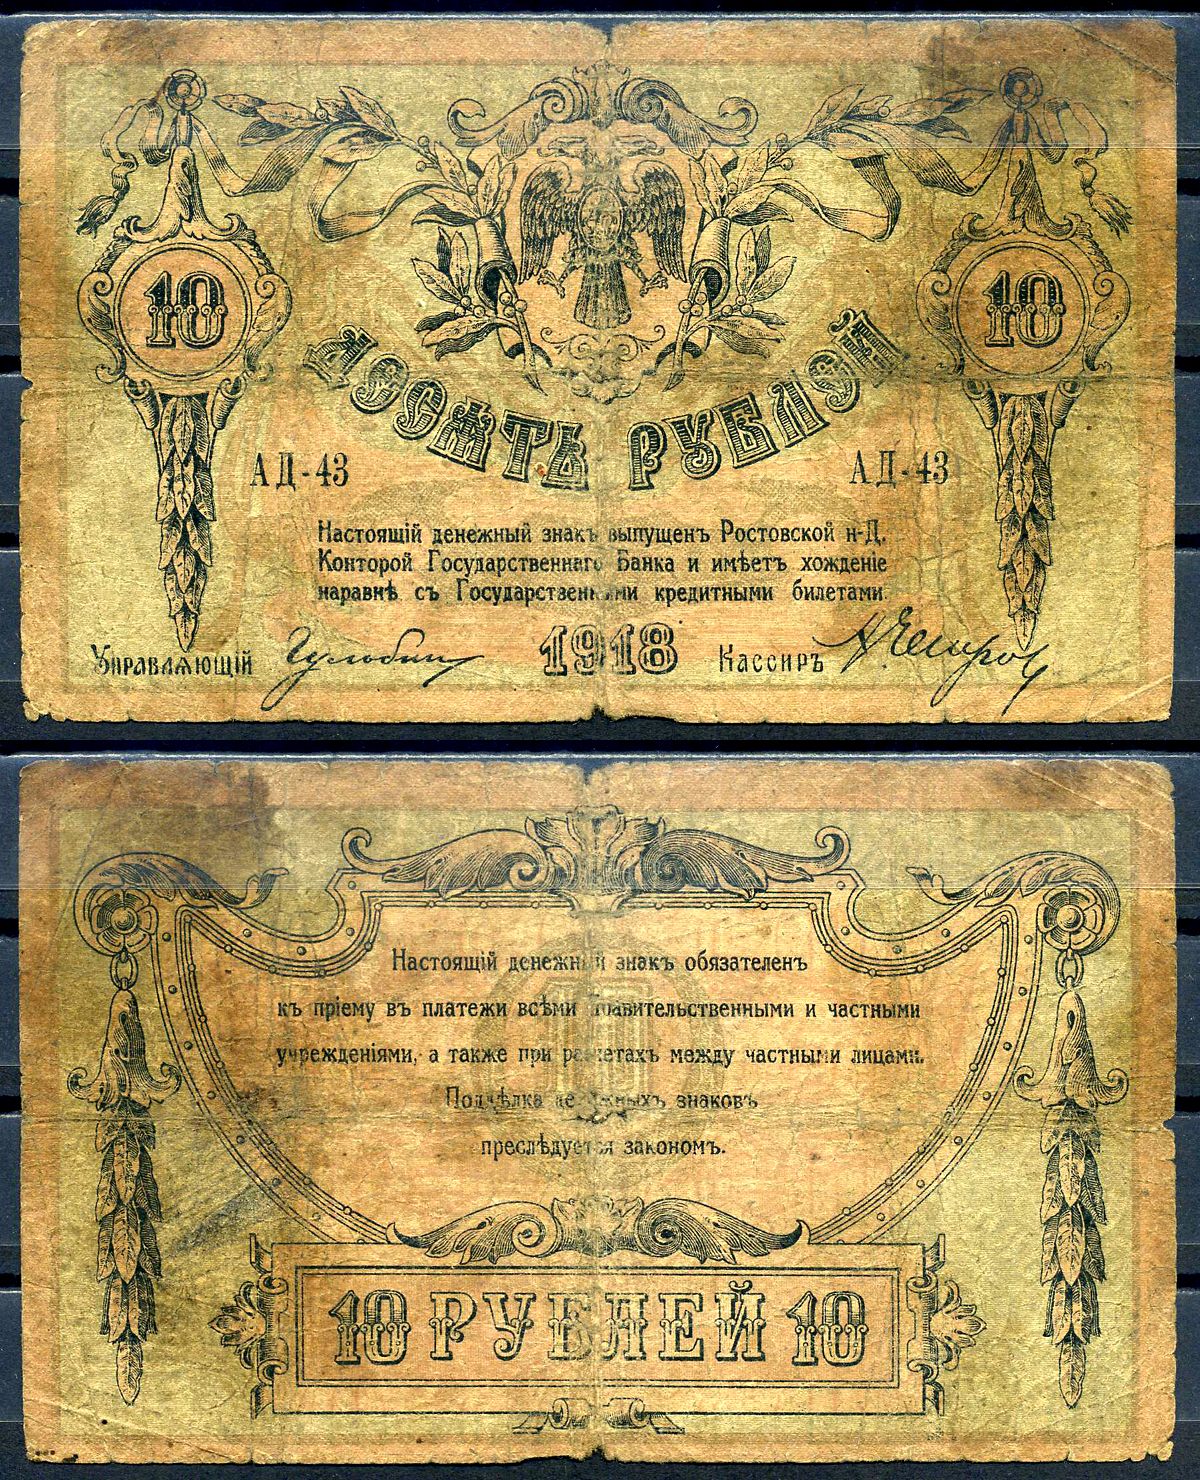 10
10
ДЕСЯТЬ РУБЛЕЙ
АД-43
АД-43
Настоящій денежный знакъ выпущенъ Ростовской н-Д.
Конторой Государственнаго Банка и имѣетъ хожденіе
наравнѣ съ Государственными кредитными билетами.
Управляющій
1918
Кассиръ
Настоящій денежный знакъ обязателенъ
къ пріему въ платежи всѣми Правительственными и частными
учрежденіями, а также при расчетахъ между частными лицами.
Поддѣлка денежныхъ знаковъ
преслѣдуется закономъ.
10 РУБЛЕЙ 10